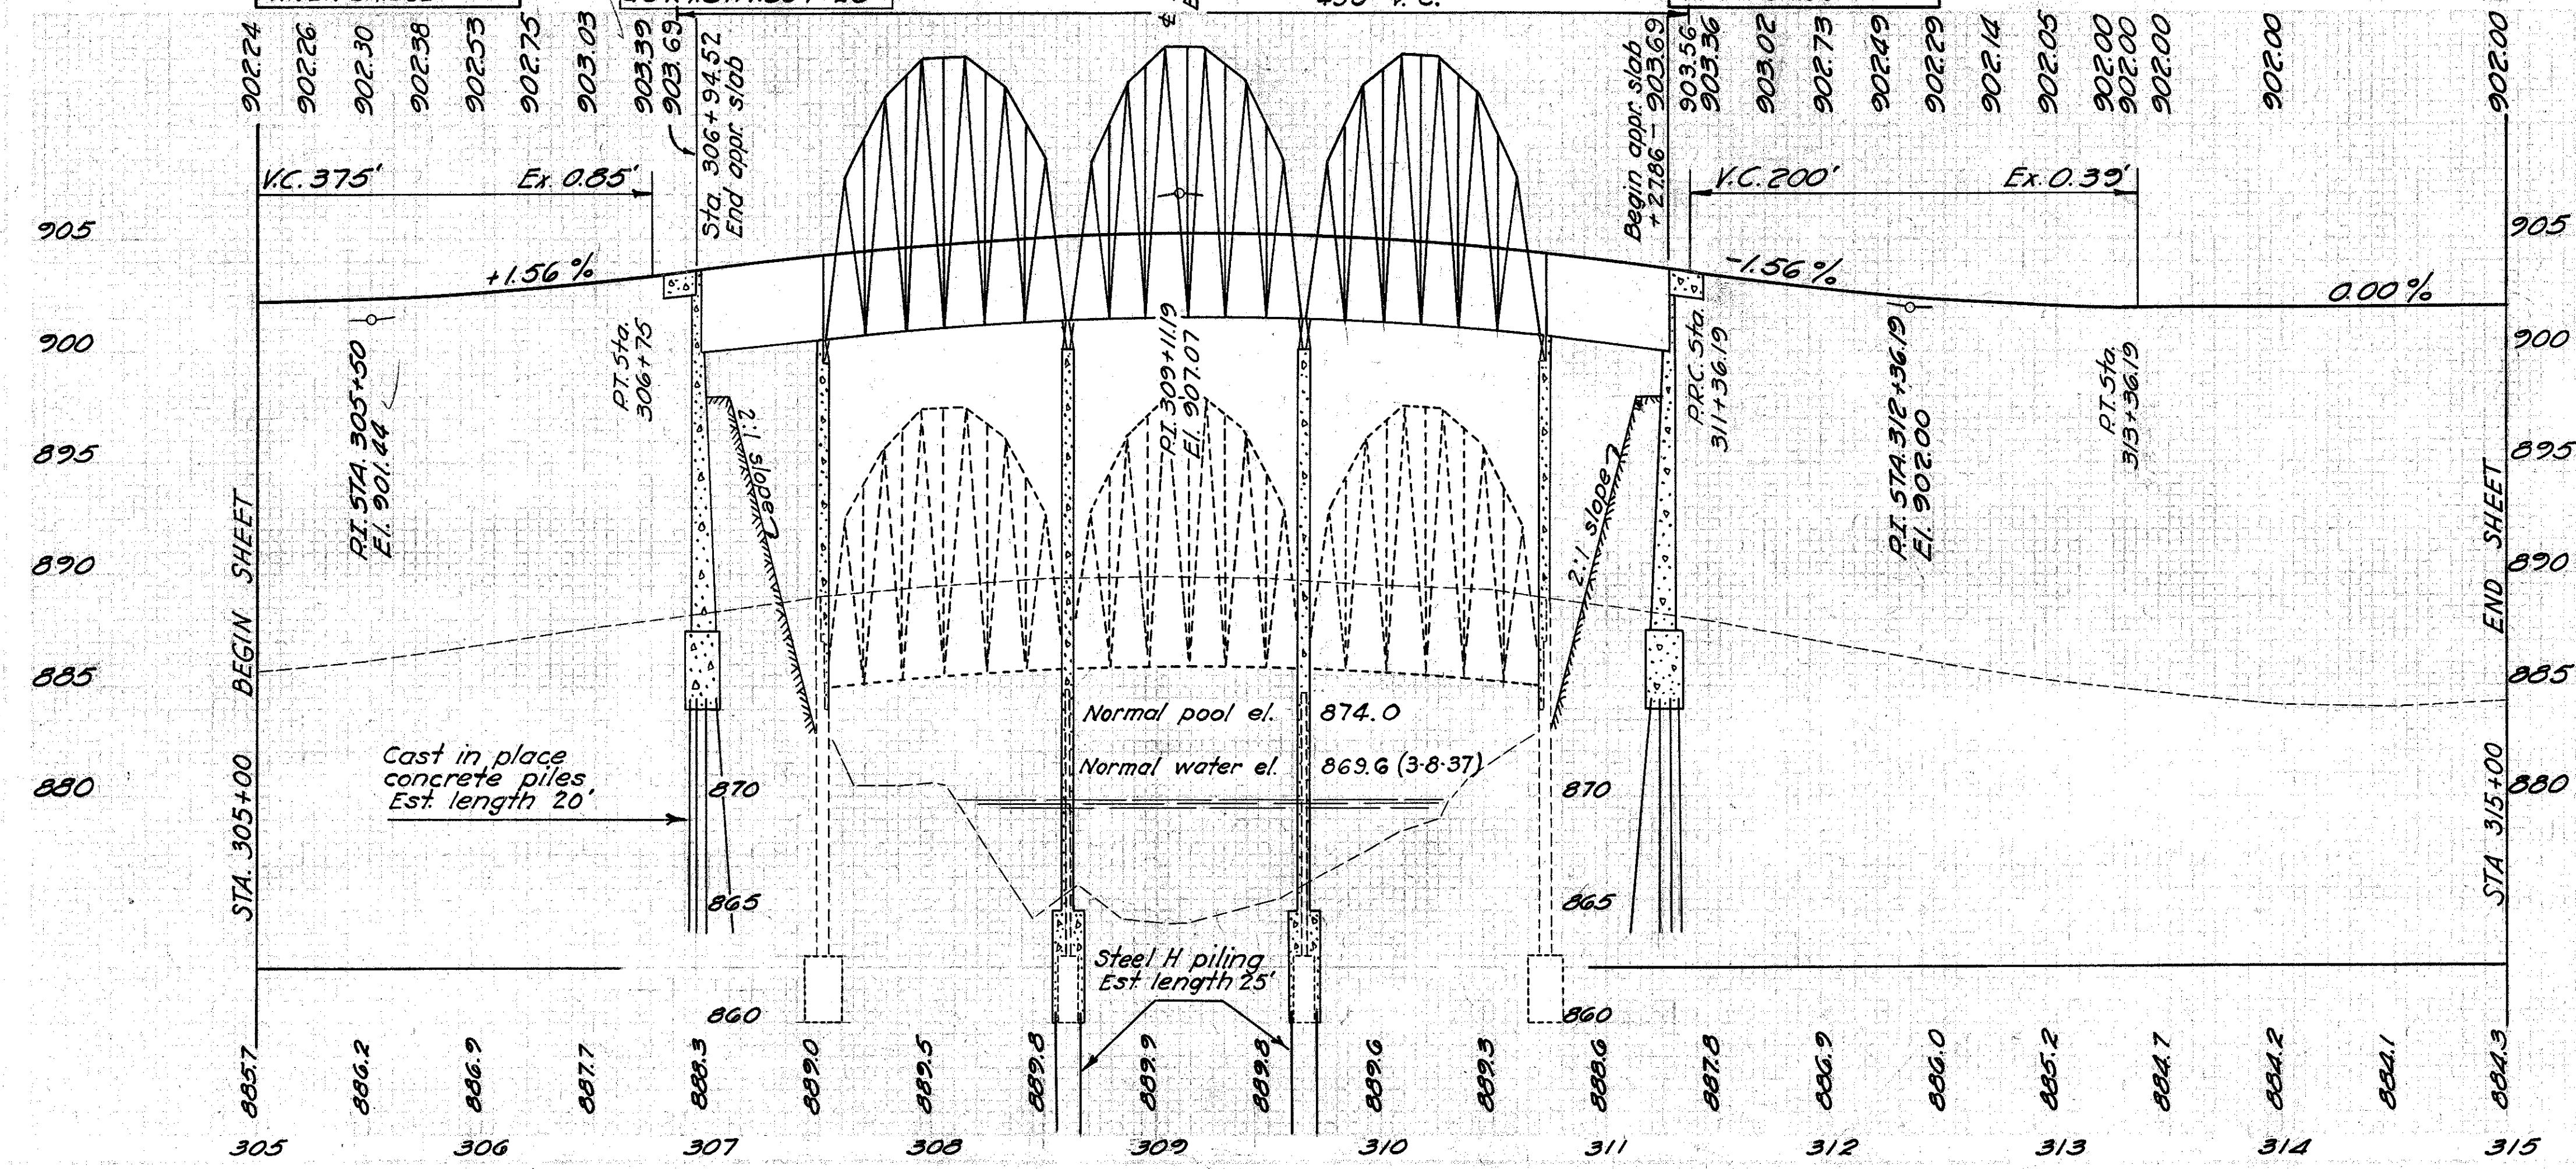 902.24
902.26
902.30
902.38
902.53
902.75
903.03
903.39
903.69
Sta. 306+94.52
End appr. slab
Begin appr. slab
+27.86 - 903.69
903.56
903.36
903.02
902.73
902.49
902.29
902.14
902.05
902.00
902.00
902.00
902.00
902.00
V.C. 375'
Ex. 0.85'
V.C. 200'
Ex. 0.39'
905
905
+1.56 %
-1.56 %
0.00 %
900
900
P.I. STA. 305+50
El. 901.44
P.T. Sta.
306+75
P.I. 309+11.19
El. 907.07
P.R.C. Sta.
311+36.19
P.I. STA. 312+36.19
El. 902.00
P.T. Sta.
313+36.19
895
895
2:1 slope
2:1 slope
890
890
885
885
Normal pool el. 874.0
Normal water el. 869.6 (3-8-37)
Cast in place
concrete piles
Est. length 20'
880
870
870
880
STA. 305+00 BEGIN SHEET
STA 315+00 END SHEET
865
865
Steel H piling
Est. length 25'
860
860
885.7
886.2
886.9
887.7
888.3
889.0
889.5
889.8
889.9
889.8
889.6
889.3
888.6
887.8
886.9
886.0
885.2
884.7
884.2
884.1
884.3
305
306
307
308
309
310
311
312
313
314
315